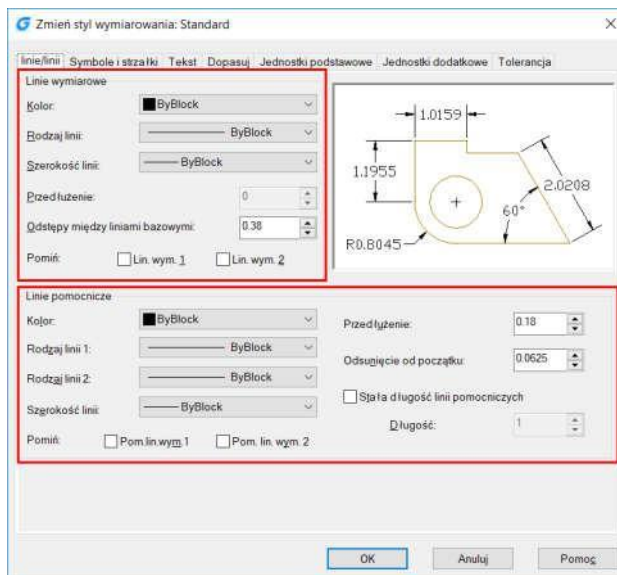 Zmień styl wymiarowania: Standard
linie/linii Symbole i strzałki Tekst Dopasuj Jednostki podstawowe Jednostki dodatkowe Tolerancja
Linie wymiarowe
Kolor: ByBlock
Rodzaj linii: ByBlock
Szerokość linii: ByBlock
Przedłużenie: 0
Odstępy między liniami bazowymi: 0.38
Pomiń: Lin. wym. 1 Lin. wym. 2
1.0159
1.1955
2.0208
60°
R0.8045
Linie pomocnicze
Kolor: ByBlock
Rodzaj linii 1: ByBlock
Rodzaj linii 2: ByBlock
Szerokość linii: ByBlock
Pomiń: Pom.lin.wym.1 Pom. lin. wym. 2
Przedłużenie: 0.18
Odsunięcie od początku: 0.0625
Stała długość linii pomocniczych
Długość: 1
OK Anuluj Pomoc